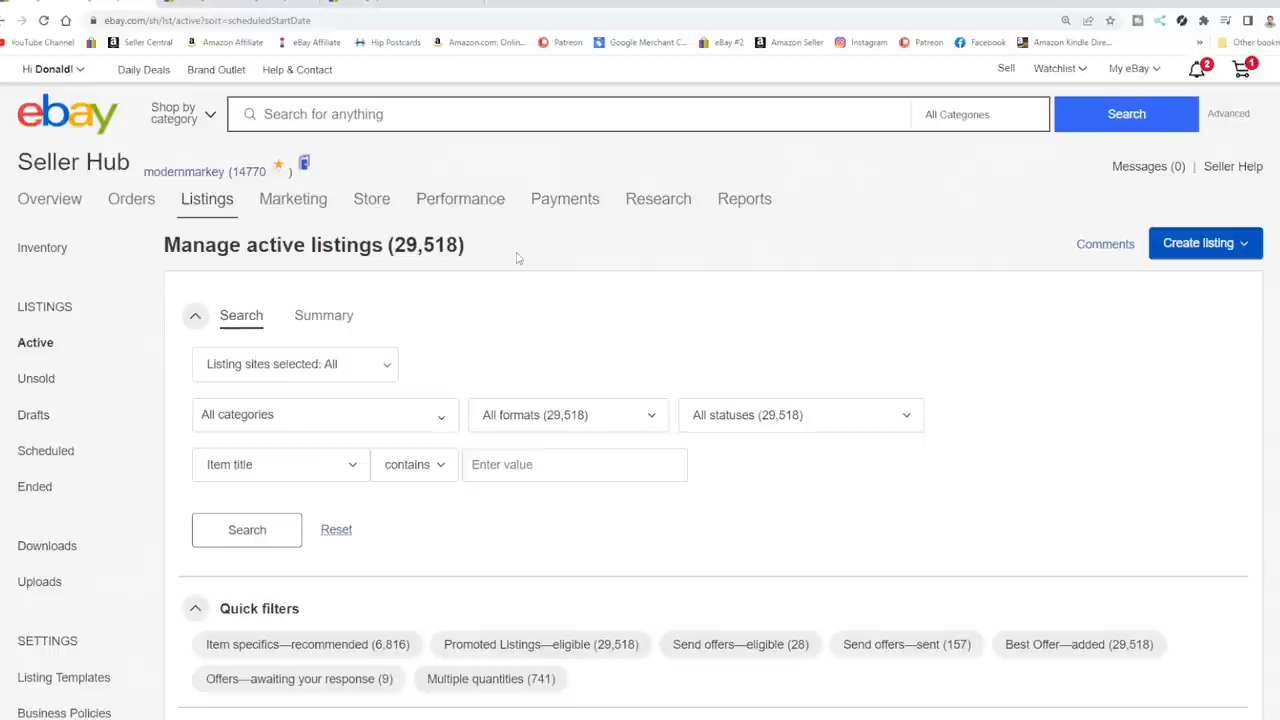 ebay.com/sh/lst/active?sort=scheduledStartDate
YouTube Channel Seller Central Amazon Affiliate eBay Affiliate Hip Postcards Amazon.com: Onlin... Patreon Google Merchant C... eBay #2 Amazon Seller Instagram Patreon Facebook Amazon Kindle Dire... » Other book
Hi Donald! Daily Deals Brand Outlet Help & Contact Sell Watchlist My eBay 2 1
ebay Shop by category Search for anything All Categories Search Advanced
Seller Hub modernmarkey (14770 ) Messages (0) | Seller Help
Overview Orders Listings Marketing Store Performance Payments Research Reports
Inventory Manage active listings (29,518) Comments Create listing
LISTINGS Search Summary
Active Listing sites selected: All
Unsold
Drafts All categories All formats (29,518) All statuses (29,518)
Scheduled Item title contains Enter value
Ended
Search Reset
Downloads
Uploads
Quick filters
SETTINGS Item specifics—recommended (6,816) Promoted Listings—eligible (29,518) Send offers—eligible (28) Send offers—sent (157) Best Offer—added (29,518)
Listing Templates Offers—awaiting your response (9) Multiple quantities (741)
Business Policies